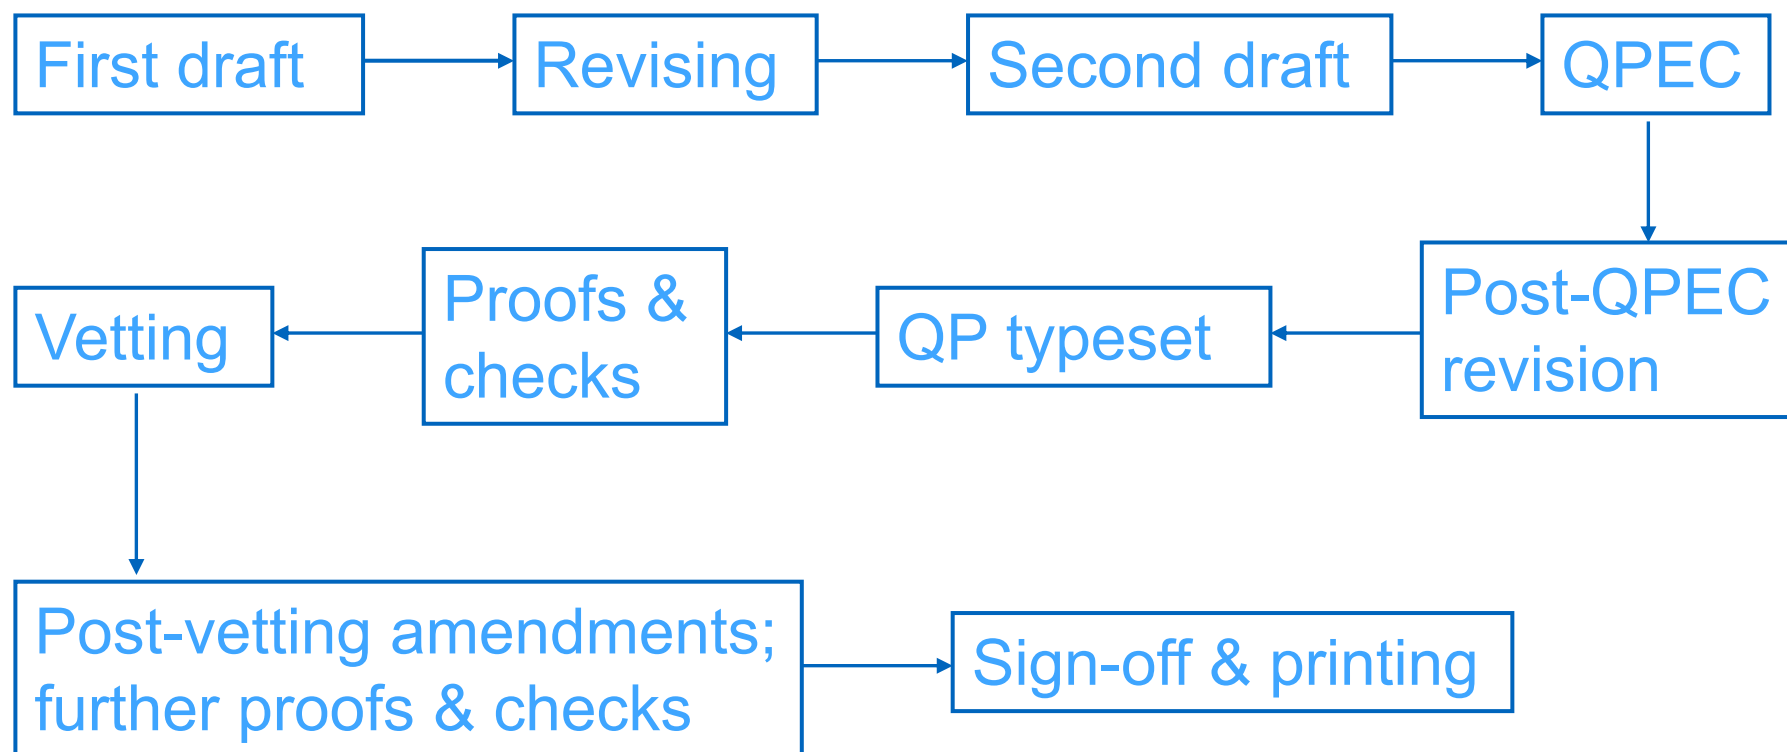 First draft
Revising
Second draft
QPEC
Post-QPEC
revision
QP typeset
Proofs &
checks
Vetting
Post-vetting amendments;
further proofs & checks
Sign-off & printing